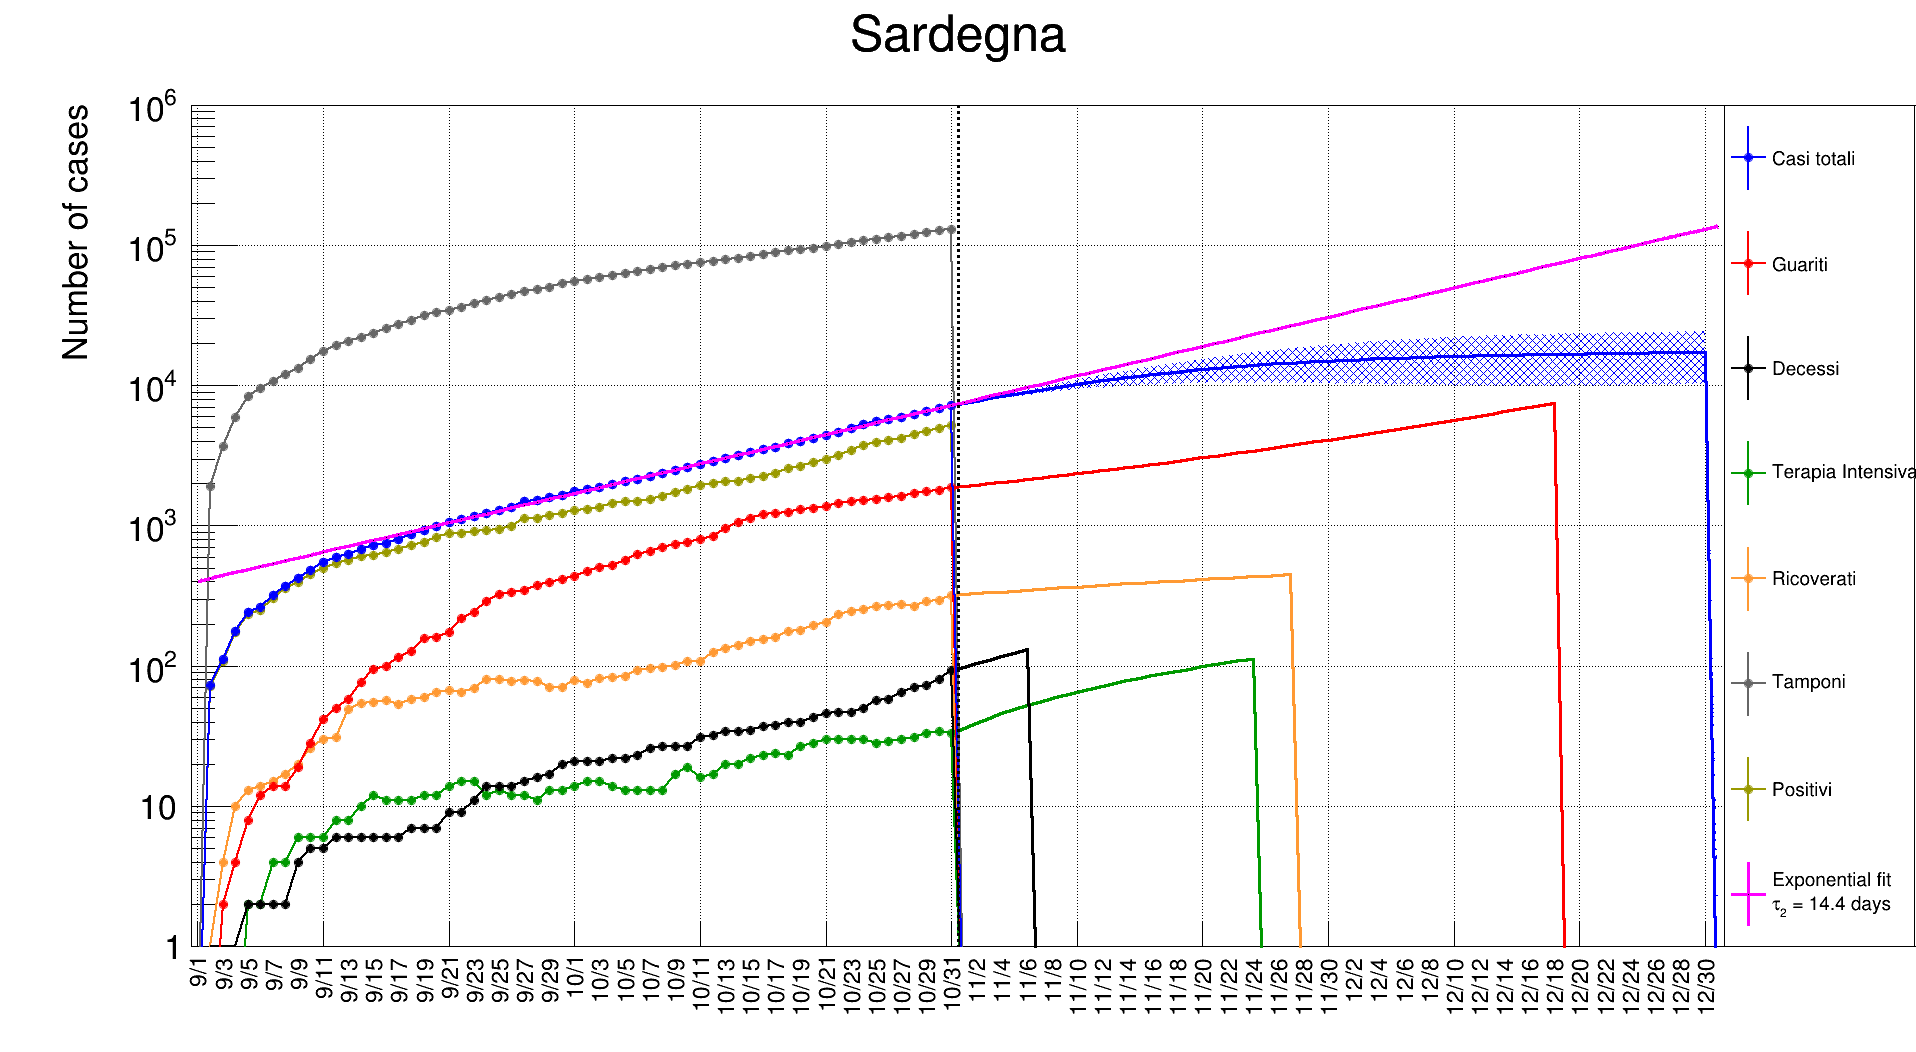 Sardegna
Number of cases
10^6
10^5
10^4
10^3
10^2
10
1
9/1 9/3 9/5 9/7 9/9 9/11 9/13 9/15 9/17 9/19 9/21 9/23 9/25 9/27 9/29 10/1 10/3 10/5 10/7 10/9 10/11 10/13 10/15 10/17 10/19 10/21 10/23 10/25 10/27 10/29 10/31 11/2 11/4 11/6 11/8 11/10 11/12 11/14 11/16 11/18 11/20 11/22 11/24 11/26 11/28 11/30 12/2 12/4 12/6 12/8 12/10 12/12 12/14 12/16 12/18 12/20 12/22 12/24 12/26 12/28 12/30
Casi totali
Guariti
Decessi
Terapia Intensiva
Ricoverati
Tamponi
Positivi
Exponential fit
τ_2 = 14.4 days